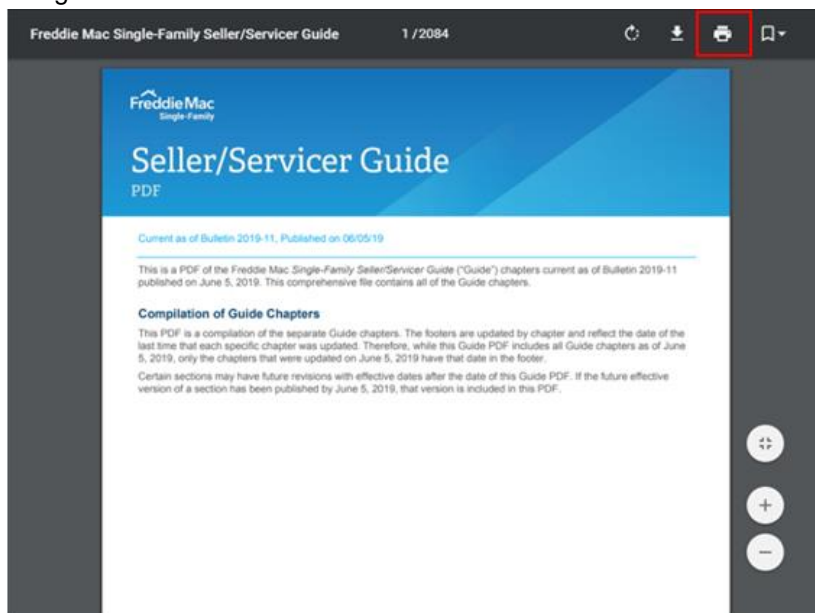 Freddie Mac Single-Family Seller/Servicer Guide 1 / 2084
Freddie Mac
Single-Family
Seller/Servicer Guide
PDF
Current as of Bulletin 2019-11, Published on 06/05/19
This is a PDF of the Freddie Mac Single-Family Seller/Servicer Guide ("Guide") chapters current as of Bulletin 2019-11
published on June 5, 2019. This comprehensive file contains all of the Guide chapters.
Compilation of Guide Chapters
This PDF is a compilation of the separate Guide chapters. The footers are updated by chapter and reflect the date of the
last time that each specific chapter was updated. Therefore, while this Guide PDF includes all Guide chapters as of June
5, 2019, only the chapters that were updated on June 5, 2019 have that date in the footer.
Certain sections may have future revisions with effective dates after the date of this Guide PDF. If the future effective
version of a section has been published by June 5, 2019, that version is included in this PDF.